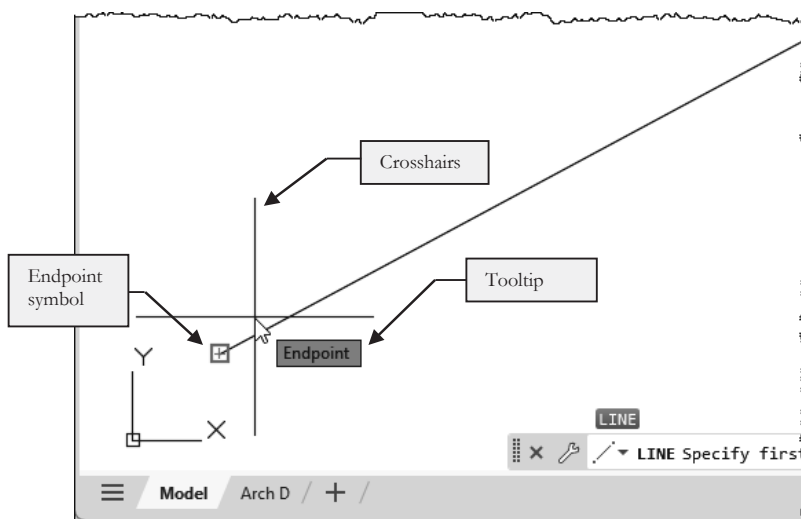 Crosshairs
Endpoint
symbol
Tooltip
Endpoint
Y
X
LINE
LINE Specify first
Model Arch D